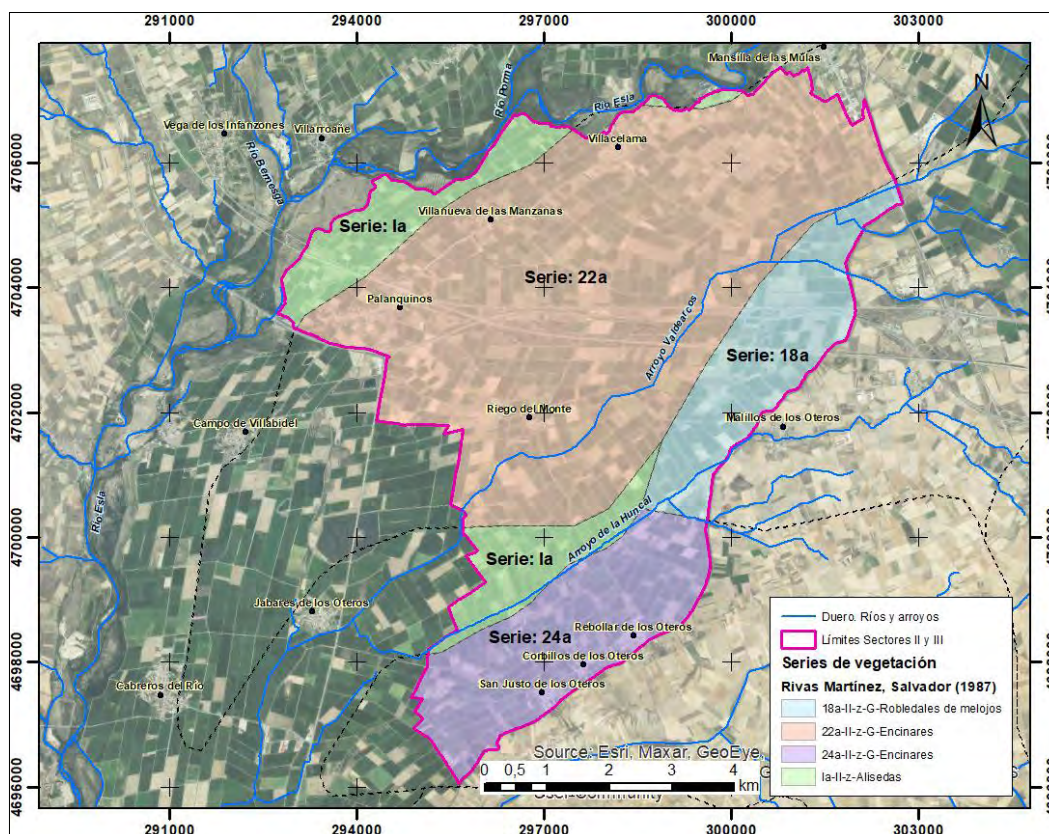 291000 294000 297000 300000 303000
Mansilla de las Mulas
N
Río Porma
Río Esla
Vega de los Infanzones
Villarroañe
Villacelama
4706000
Río Bernesga
Villanueva de las Manzanas
Serie: Ia
Serie: 22a
4704000
Palanquinos
Arroyo Valdearcos
Serie: 18a
4702000
Riego del Monte
Malillos de los Oteros
Campo de Villabidel
Río Esla
4700000
Arroyo de la Huncal
Serie: Ia
Jabares de los Oteros
Serie: 24a
Rebollar de los Oteros
4698000
Corbillos de los Oteros
Cabreros del Río
San Justo de los Oteros
Duero. Ríos y arroyos
Límites Sectores II y III
Series de vegetación
Rivas Martínez, Salvador (1987)
18a-II-z-G-Robledales de melojos
22a-II-z-G-Encinares
24a-II-z-G-Encinares
Ia-II-z-Alisedas
Source: Esri, Maxar, GeoEye,
0 0,5 1 2 3 4
km
4696000
291000 294000 297000 300000 303000